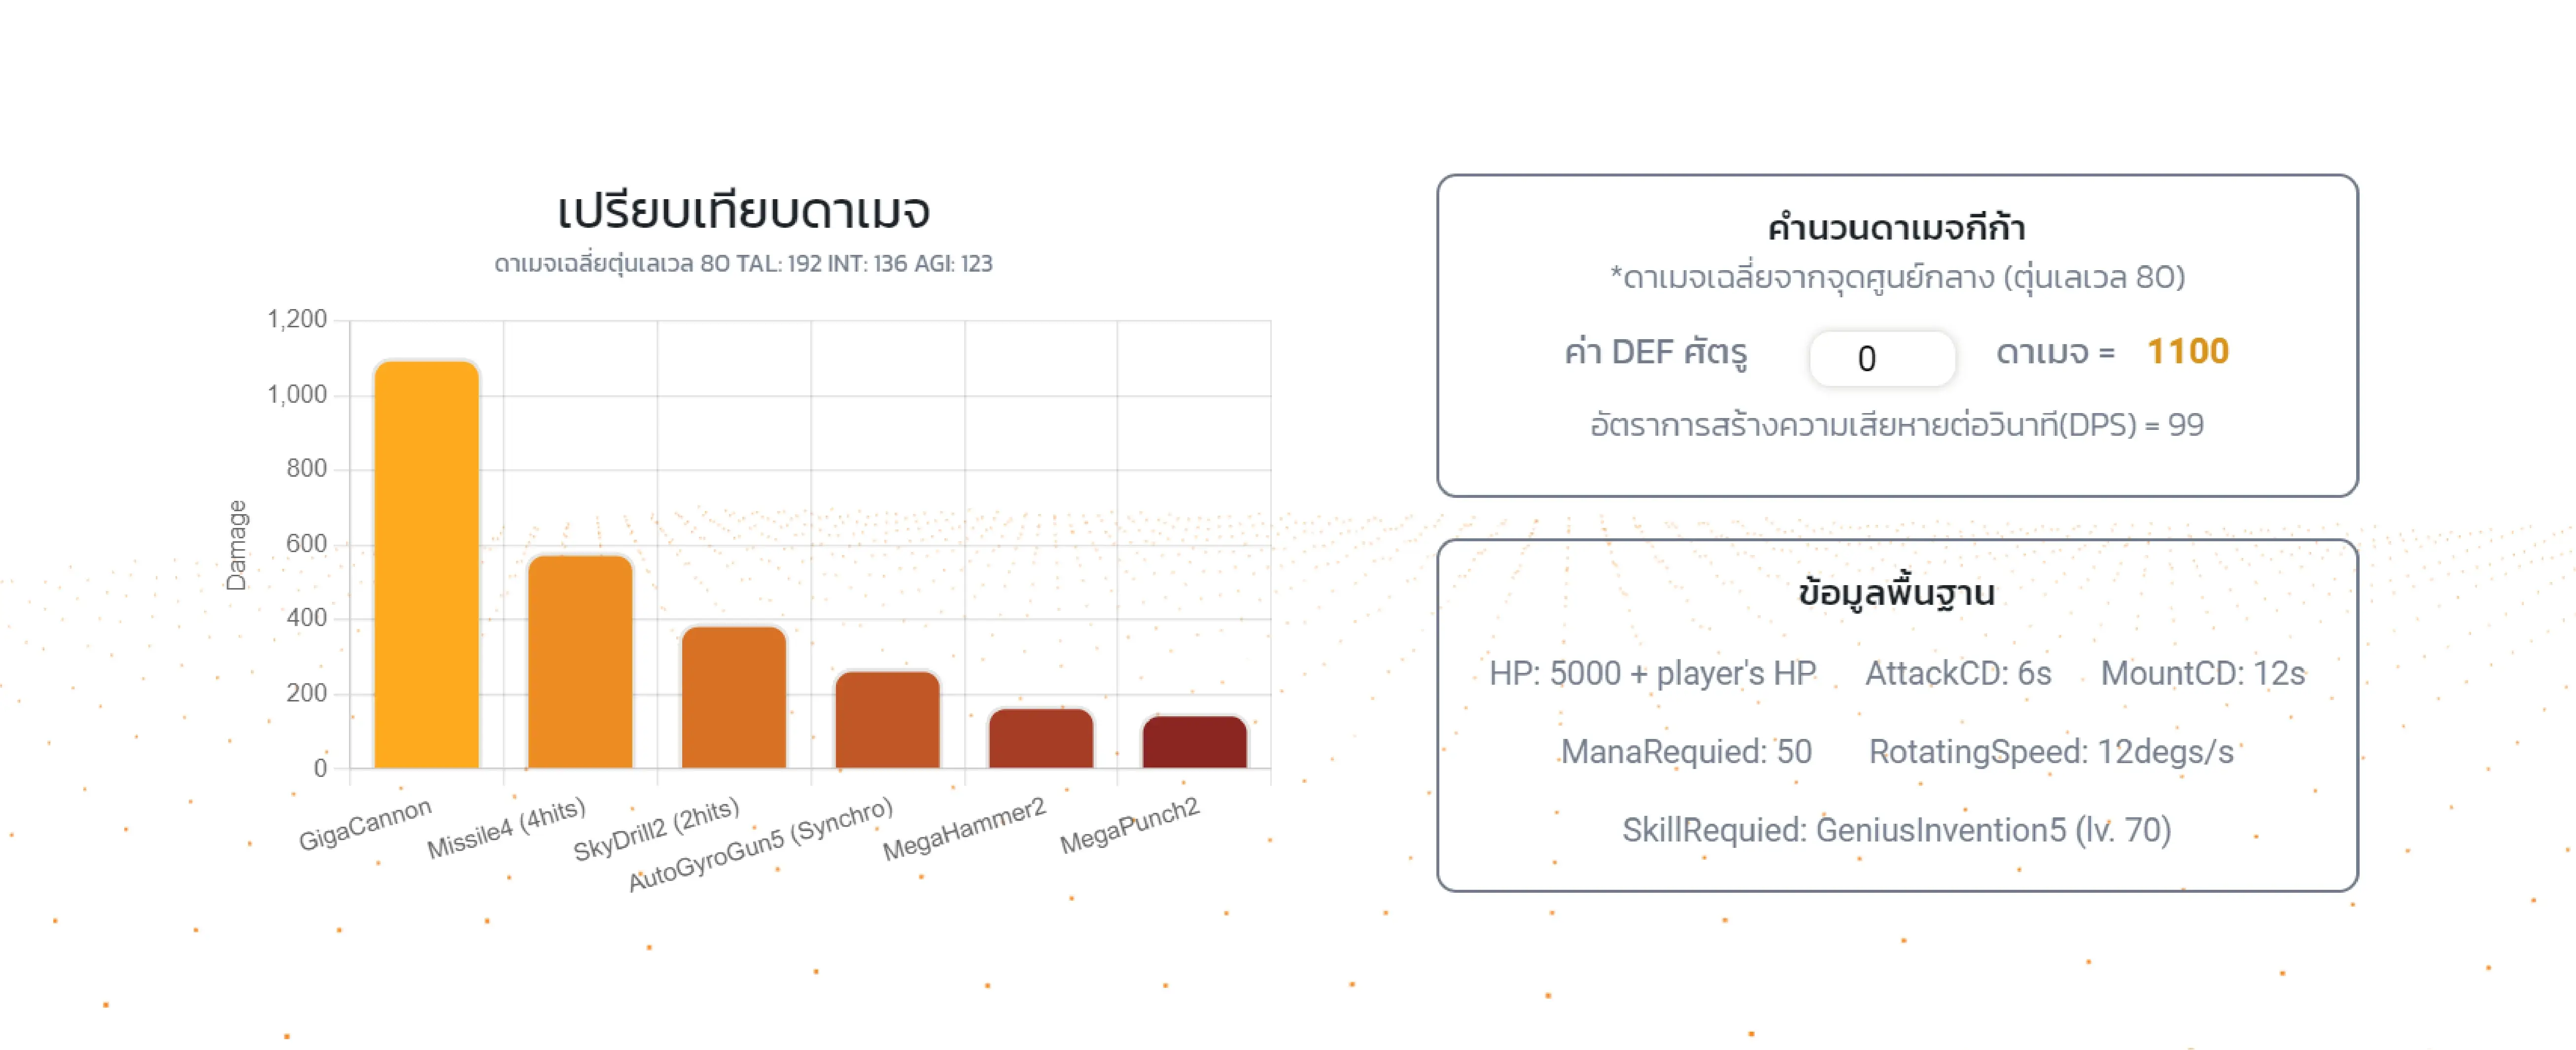 เปรียบเทียบดาเมจ
ดาเมจเฉลี่ยตุ่นเลเวล 80 TAL: 192 INT: 136 AGI: 123
1,200
1,000
800
600
400
200
0
Damage
GigaCannon
Missile4 (4hits)
SkyDrill2 (2hits)
AutoGyroGun5 (Synchro)
MegaHammer2
MegaPunch2
คำนวนดาเมจกีก้า
*ดาเมจเฉลี่ยจากจุดศูนย์กลาง (ตุ่นเลเวล 80)
ค่า DEF ศัตรู 0 ดาเมจ = 1100
อัตราการสร้างความเสียหายต่อวินาที(DPS) = 99
ข้อมูลพื้นฐาน
HP: 5000 + player's HP AttackCD: 6s MountCD: 12s
ManaRequied: 50 RotatingSpeed: 12degs/s
SkillRequied: GeniusInvention5 (lv. 70)